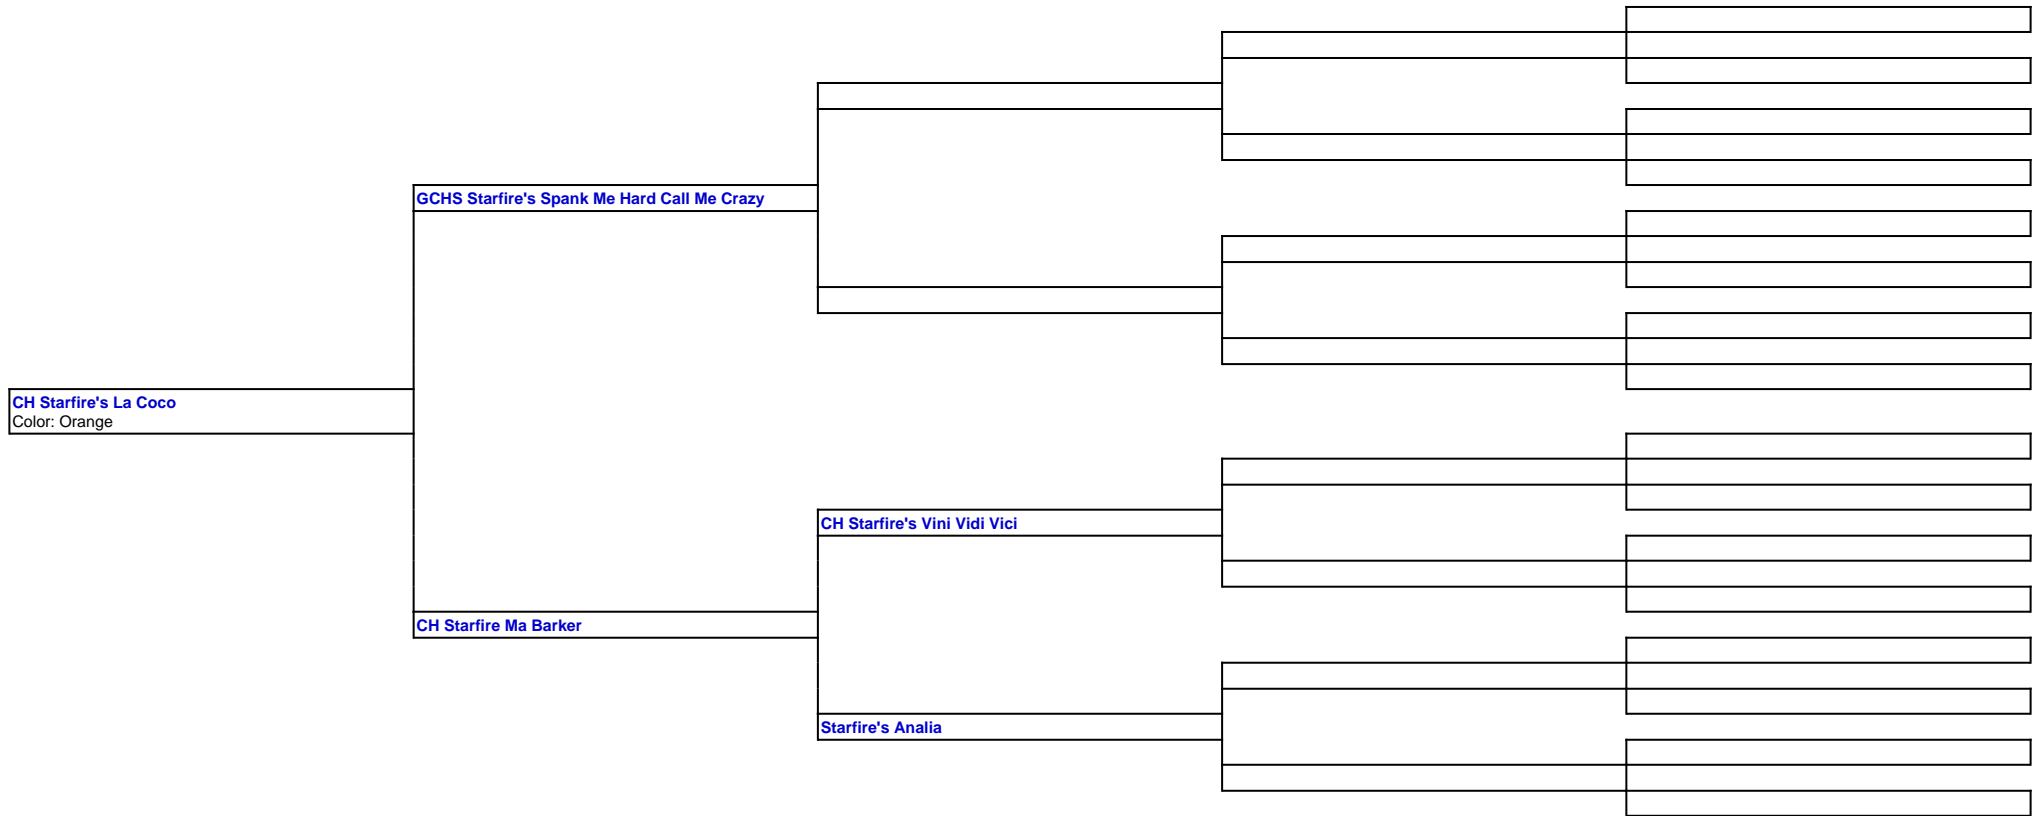 GCHS Starfire's Spank Me Hard Call Me Crazy
CH Starfire's La Coco
Color: Orange
CH Starfire's Vini Vidi Vici
CH Starfire Ma Barker
Starfire's Analia